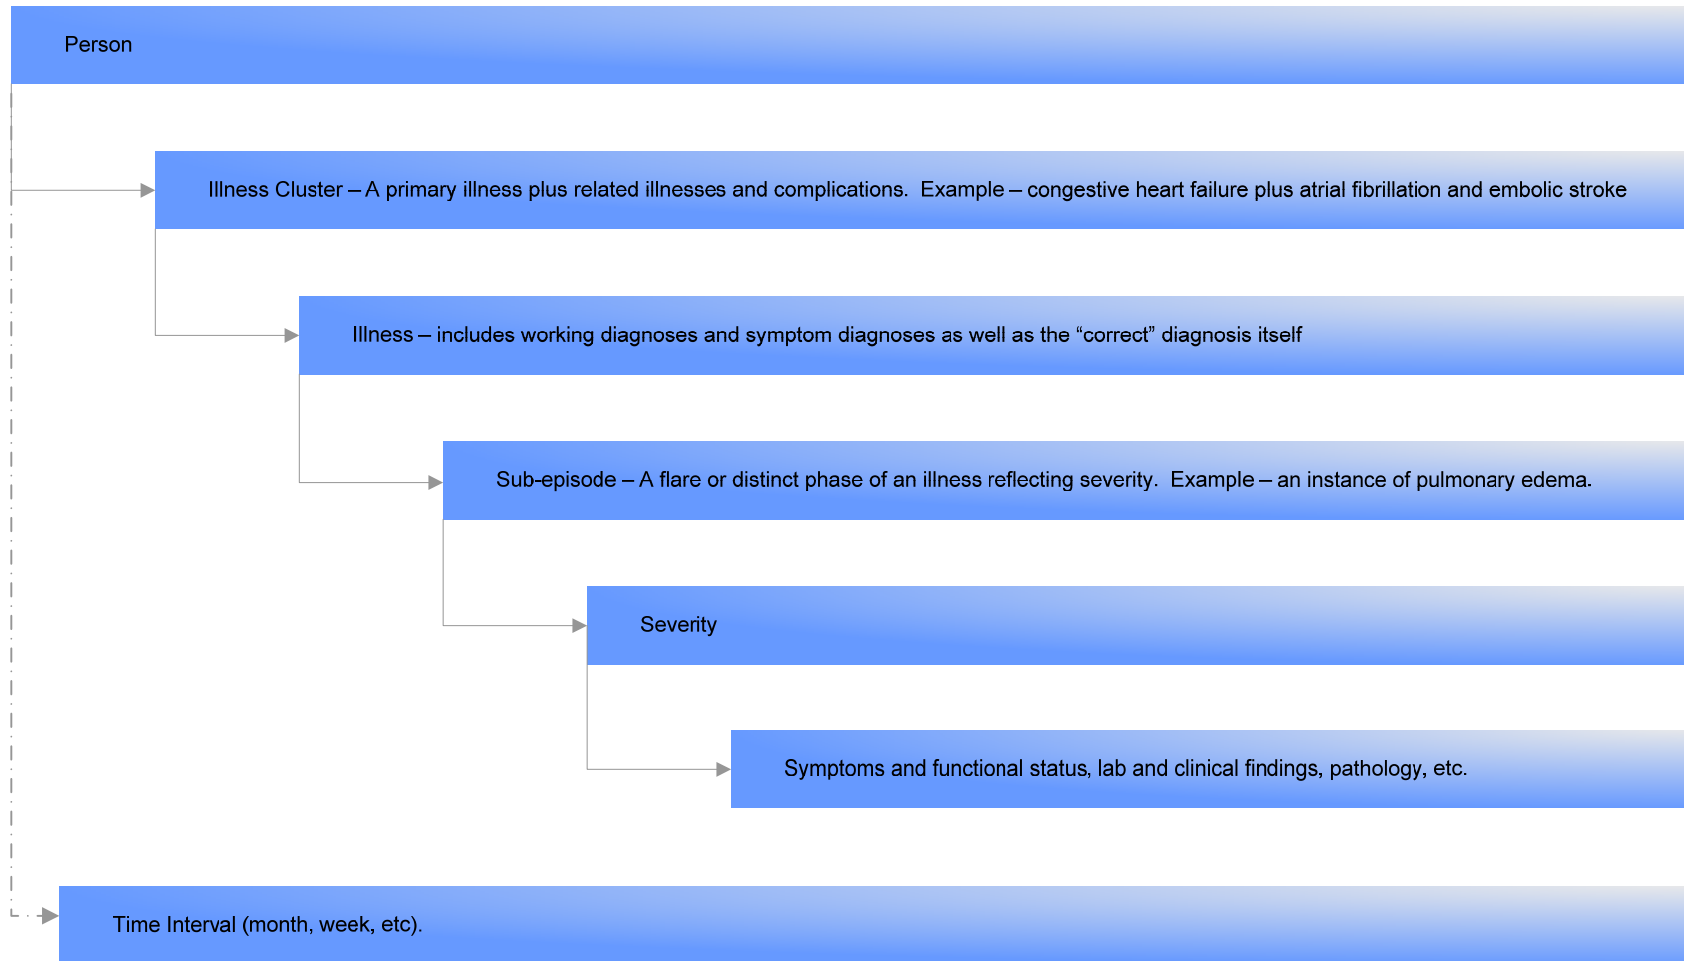 Person
Illness Cluster – A primary illness plus related illnesses and complications.  Example – congestive heart failure plus atrial fibrillation and embolic stroke
Illness – includes working diagnoses and symptom diagnoses as well as the “correct” diagnosis itself
Sub-episode – A flare or distinct phase of an illness reflecting severity.  Example – an instance of pulmonary edema.
Severity
Symptoms and functional status, lab and clinical findings, pathology, etc.
Time Interval (month, week, etc).